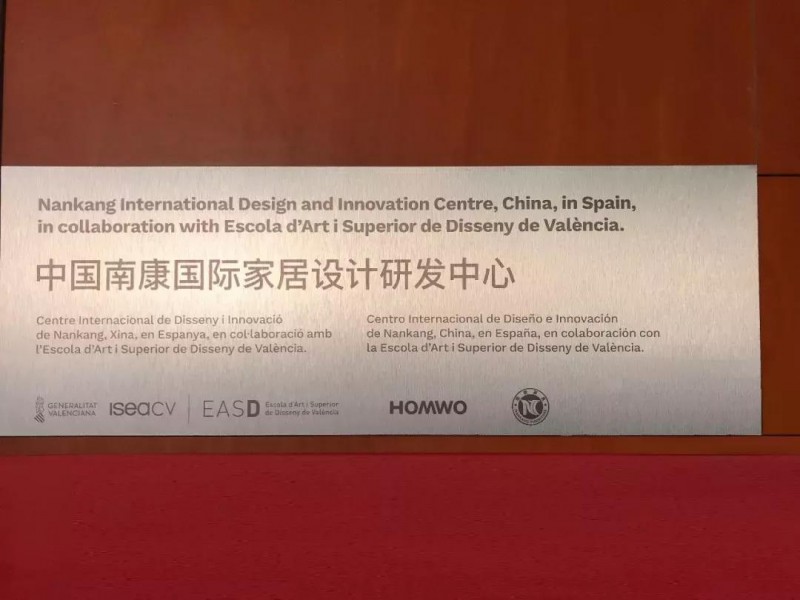 Nankang International Design and Innovation Centre, China, in Spain,
in collaboration with Escola d'Art i Superior de Disseny de València.
中国南康国际家居设计研发中心
Centre Internacional de Disseny i Innovació
de Nankang, Xina, en Espanya, en col·laboració amb
l'Escola d'Art i Superior de Disseny de València.
Centro Internacional de Diseño e Innovación
de Nankang, China, en España, en colaboración con
la Escola d'Art i Superior de Disseny de València.
GENERALITAT
VALENCIANA
ISEACV
EASD
Escola d'Art i Superior
de Disseny de València
HOMWO